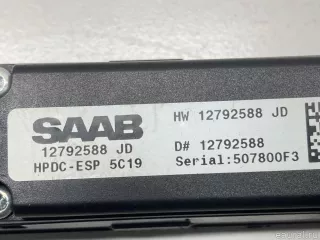 SAAB
HW 12792588 JD
12792588 JD
D# 12792588
HPDC-ESP 5C19
Serial:507800F3